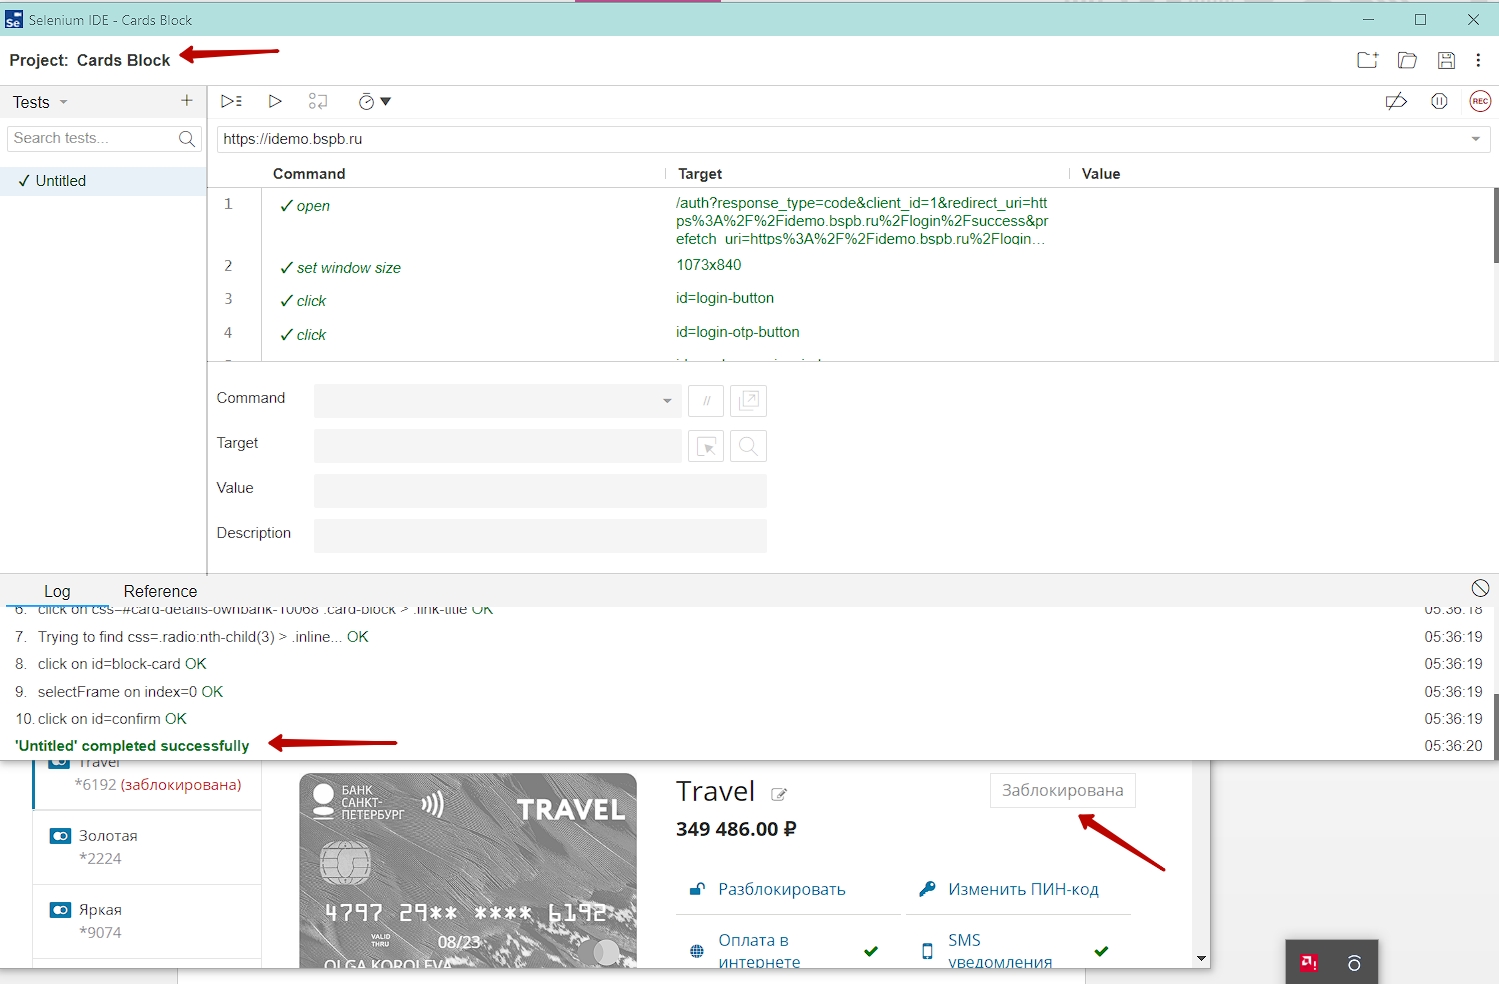 Selenium IDE - Cards Block
Project: Cards Block
Tests
Search tests...
✓ Untitled
REC
https://idemo.bspb.ru
Command Target Value
1 ✓ open /auth?response_type=code&client_id=1&redirect_uri=htt
ps%3A%2F%2Fidemo.bspb.ru%2Flogin%2Fsuccess&pr
efetch_uri=https%3A%2F%2Fidemo.bspb.ru%2Flogin...
2 ✓ set window size 1073x840
3 ✓ click id=login-button
4 ✓ click id=login-otp-button
Command
//
Target
Value
Description
Log Reference
6. click on css=#card-details-ownbank-10068 .card-block > .link-title OK 05:36:18
7. Trying to find css=.radio:nth-child(3) > .inline... OK 05:36:19
8. click on id=block-card OK 05:36:19
9. selectFrame on index=0 OK 05:36:19
10. click on id=confirm OK 05:36:19
'Untitled' completed successfully 05:36:20
Travel
*6192 (заблокирована)
Золотая
*2224
Яркая
*9074
БАНК
САНКТ-
ПЕТЕРБУРГ
TRAVEL
4797 29** **** 6192
VALID
THRU 08/23
OLGA KOROLEVA
Travel
Заблокирована
349 486.00 ₽
Разблокировать
Изменить ПИН-код
Оплата в
интернете
SMS
уведомления